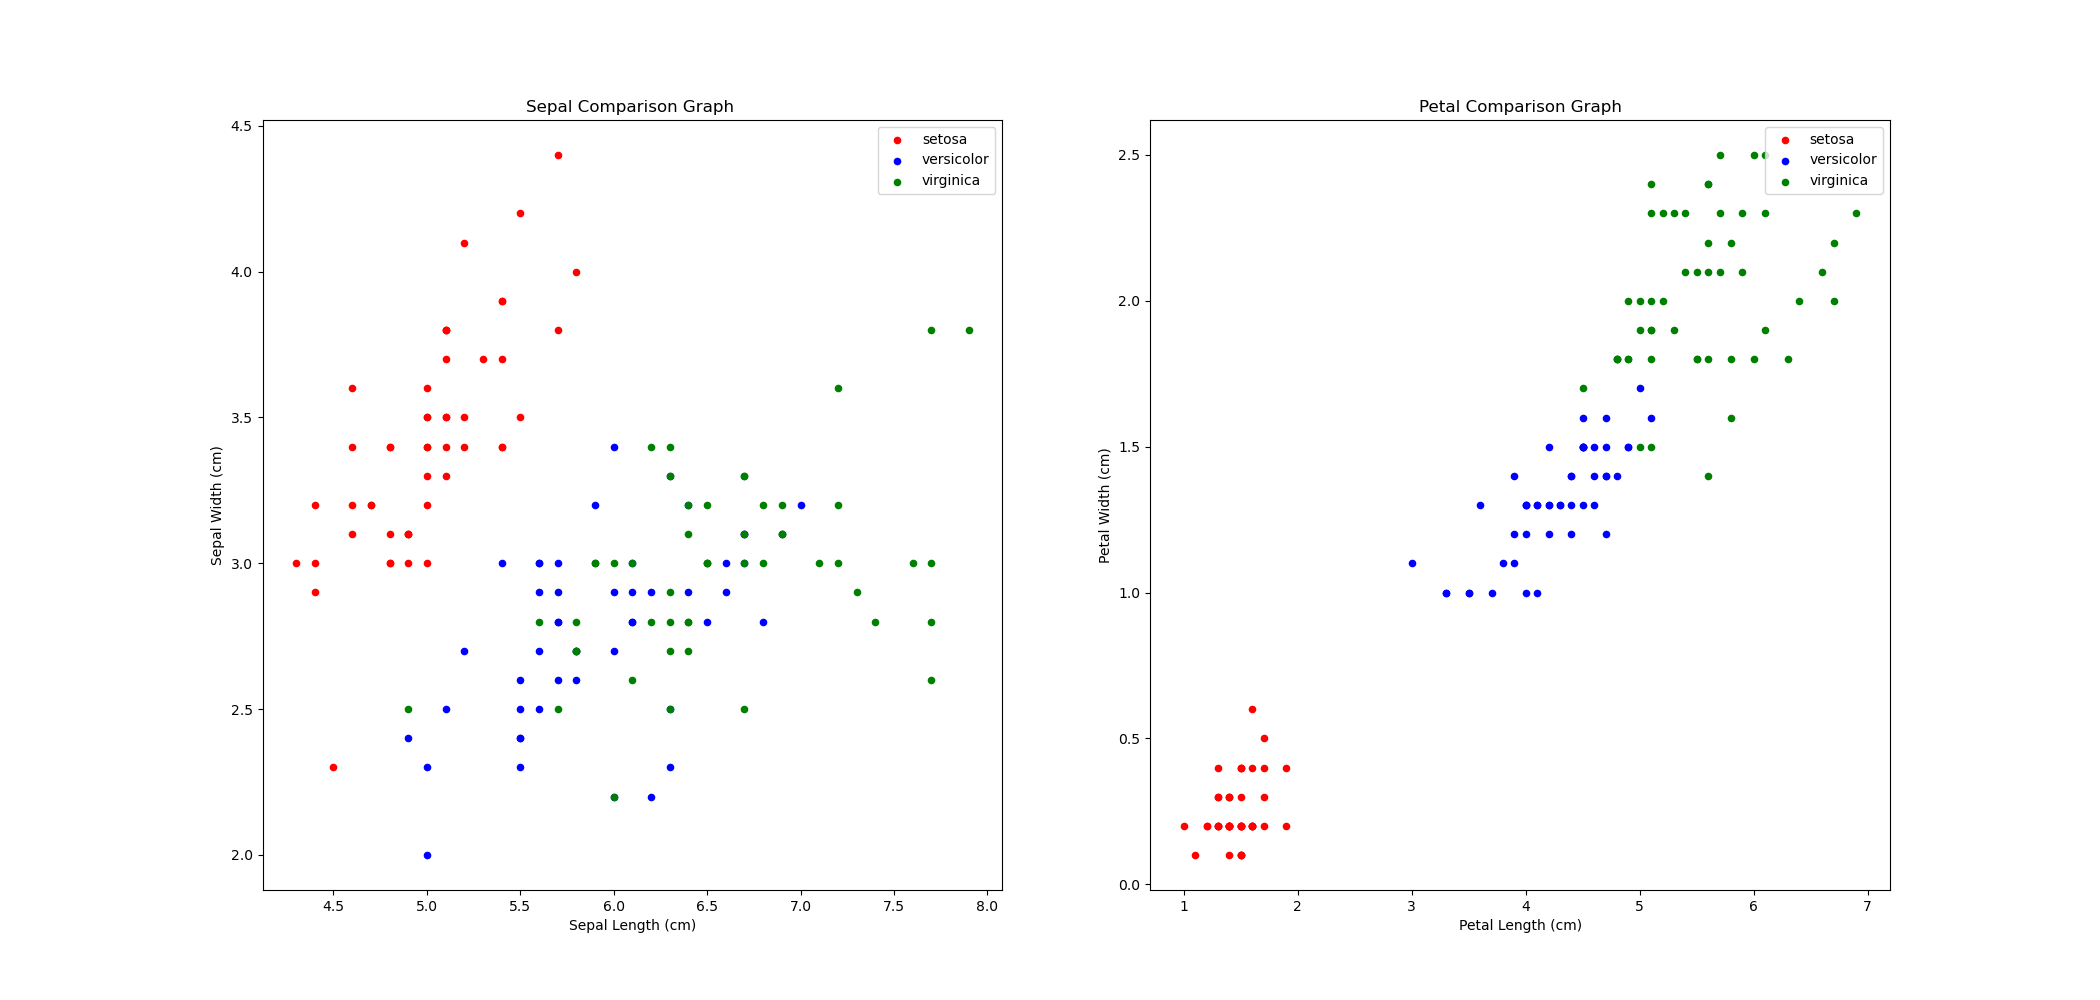 Sepal Comparison Graph
4.5
4.0
3.5
3.0
2.5
2.0
Sepal Width (cm)
setosa
versicolor
virginica
4.5 5.0 5.5 6.0 6.5 7.0 7.5 8.0
Sepal Length (cm)
Petal Comparison Graph
2.5
2.0
1.5
1.0
0.5
0.0
Petal Width (cm)
setosa
versicolor
virginica
1 2 3 4 5 6 7
Petal Length (cm)